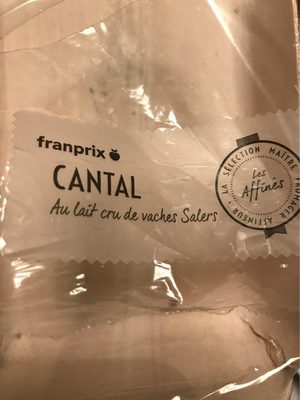 franprix
CANTAL
Au lait cru de vaches Salers
LA SÉLECTION MAÎTRE FROMAGER AFFINEUR
Les
Affinés